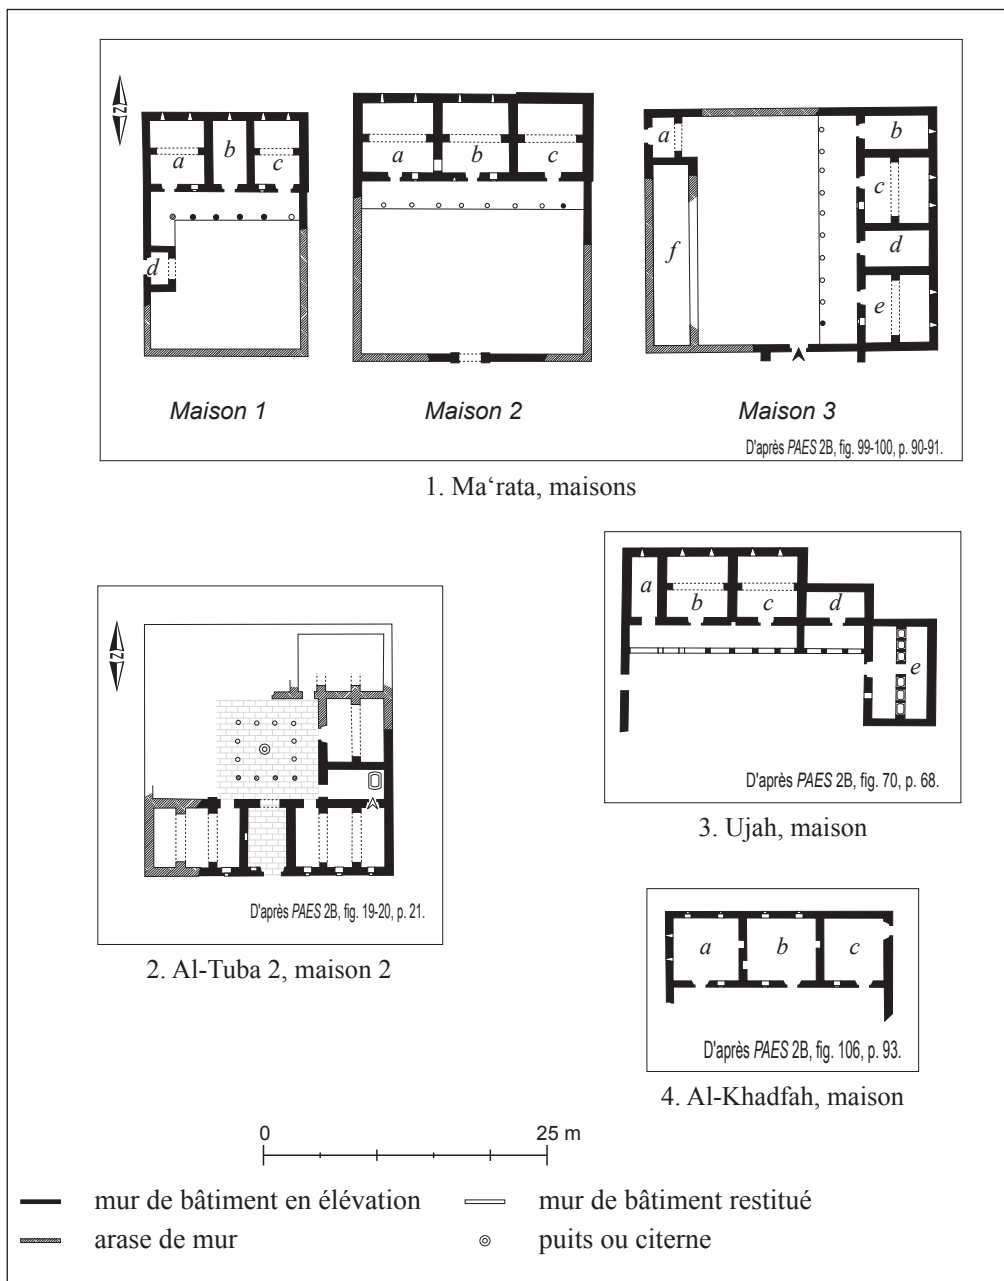 N
a
b
c
d
Maison 1
a
b
c
Maison 2
a
b
c
d
e
f
Maison 3
D'après PAES 2B, fig. 99-100, p. 90-91.
1. Ma‘rata, maisons
N
D'après PAES 2B, fig. 19-20, p. 21.
2. Al-Tuba 2, maison 2
a
b
c
d
e
D'après PAES 2B, fig. 70, p. 68.
3. Ujah, maison
a
b
c
D'après PAES 2B, fig. 106, p. 93.
4. Al-Khadfah, maison
0 25 m
mur de bâtiment en élévation
mur de bâtiment restitué
arase de mur
puits ou citerne